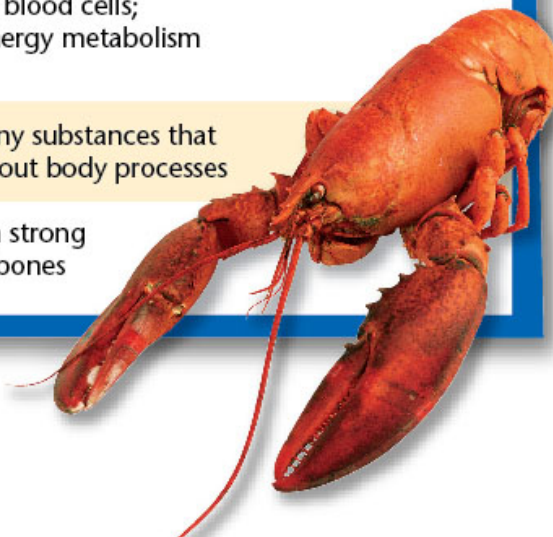 blood cells;
ergy metabolism
ny substances that
out body processes
strong
bones